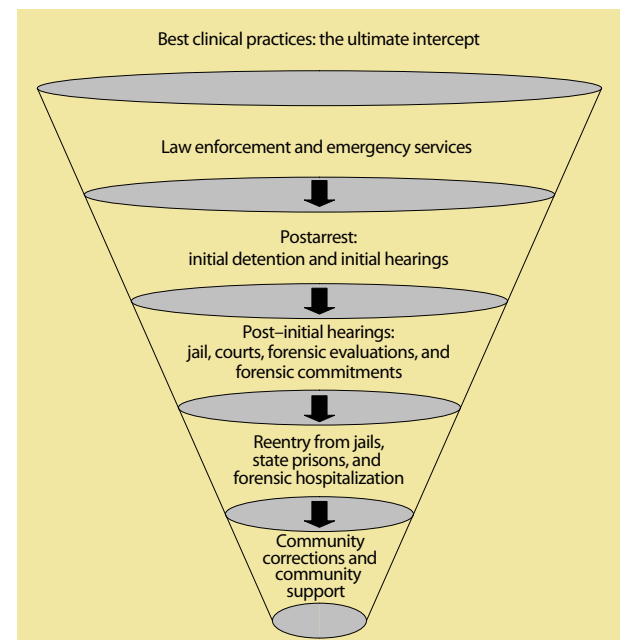 Best clinical practices: the ultimate intercept
Law enforcement and emergency services
Postarrest:
initial detention and initial hearings
Post–initial hearings:
jail, courts, forensic evaluations, and
forensic commitments
Reentry from jails,
state prisons, and
forensic hospitalization
Community
corrections and
community
support